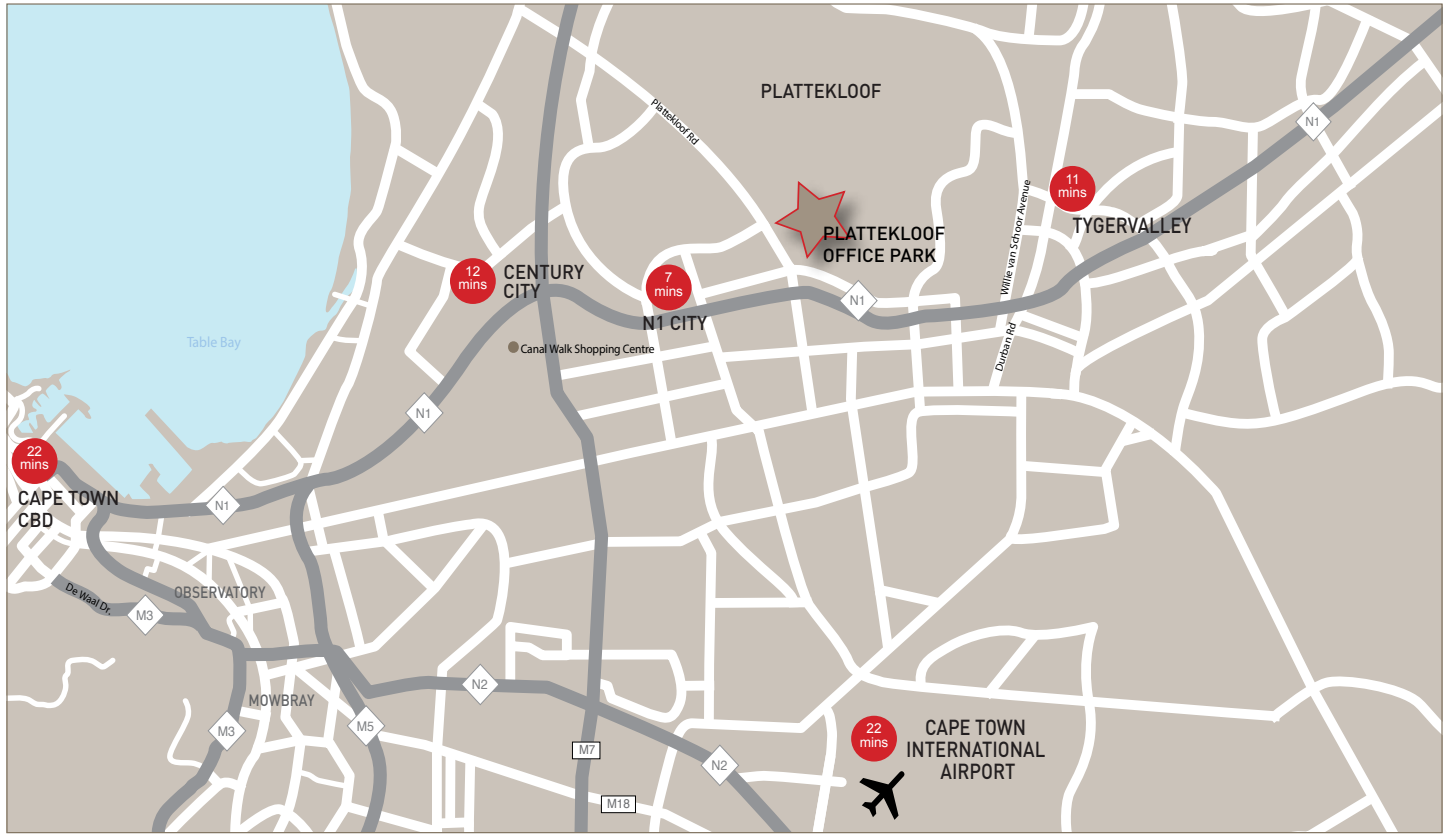 PLATTEKLOOF
Plattekloof Rd
N1
11
mins
TYGERVALLEY
Willie van Schoor Avenue
PLATTEKLOOF
OFFICE PARK
12
mins
CENTURY
CITY
7
mins
N1 CITY
N1
Durban Rd
Table Bay
Canal Walk Shopping Centre
N1
22
mins
CAPE TOWN
CBD
N1
OBSERVATORY
De Waal Dr,
M3
N2
MOWBRAY
M3
M5
M7
22
mins
CAPE TOWN
INTERNATIONAL
AIRPORT
N2
M18